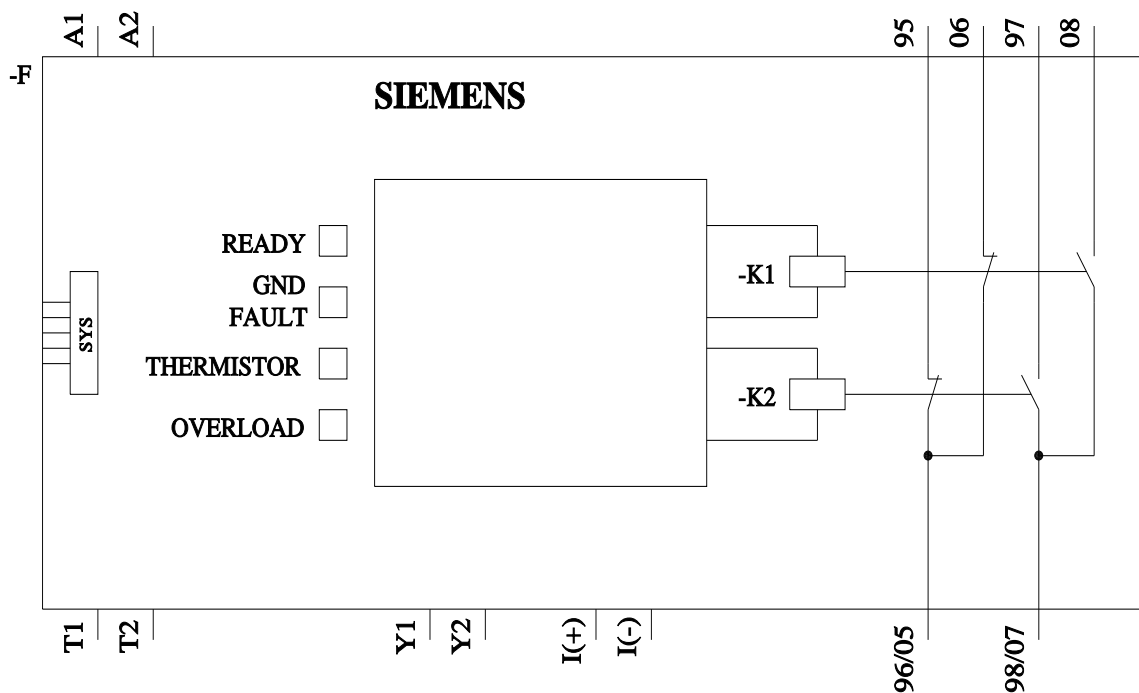 A1
A2
95
06
97
08
-F
SIEMENS
READY
GND
FAULT
THERMISTOR
OVERLOAD
SYS
-K1
-K2
T1
T2
Y1
Y2
I(+)
I(-)
96/05
98/07